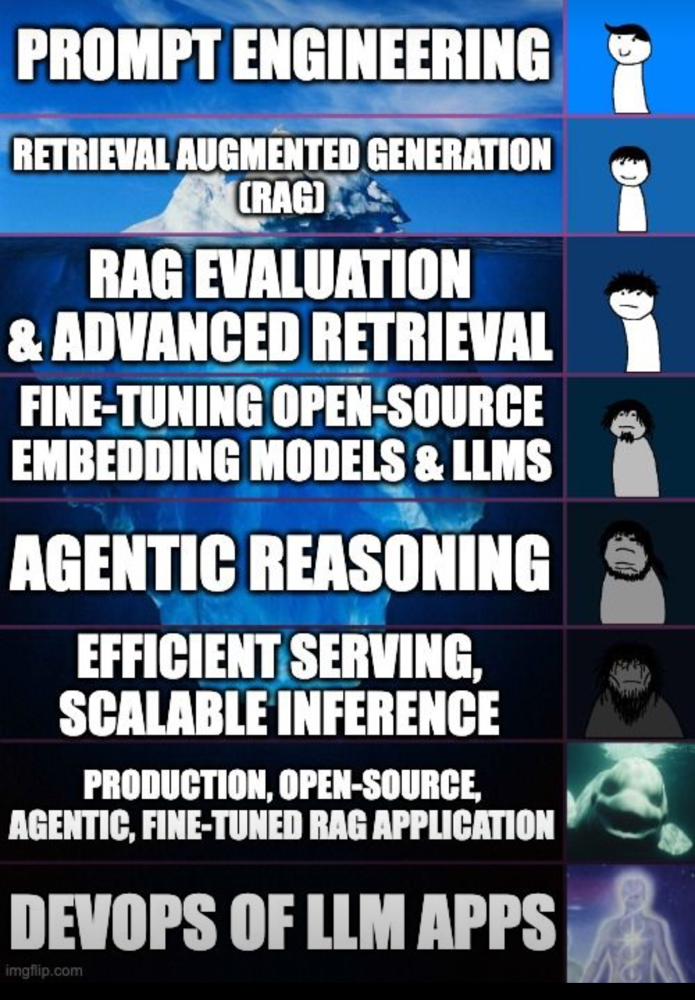 PROMPT ENGINEERING
RETRIEVAL AUGMENTED GENERATION
(RAG)
RAG EVALUATION
& ADVANCED RETRIEVAL
FINE-TUNING OPEN-SOURCE
EMBEDDING MODELS & LLMS
AGENTIC REASONING
EFFICIENT SERVING,
SCALABLE INFERENCE
PRODUCTION, OPEN-SOURCE,
AGENTIC, FINE-TUNED RAG APPLICATION
DEVOPS OF LLM APPS
imgflip.com